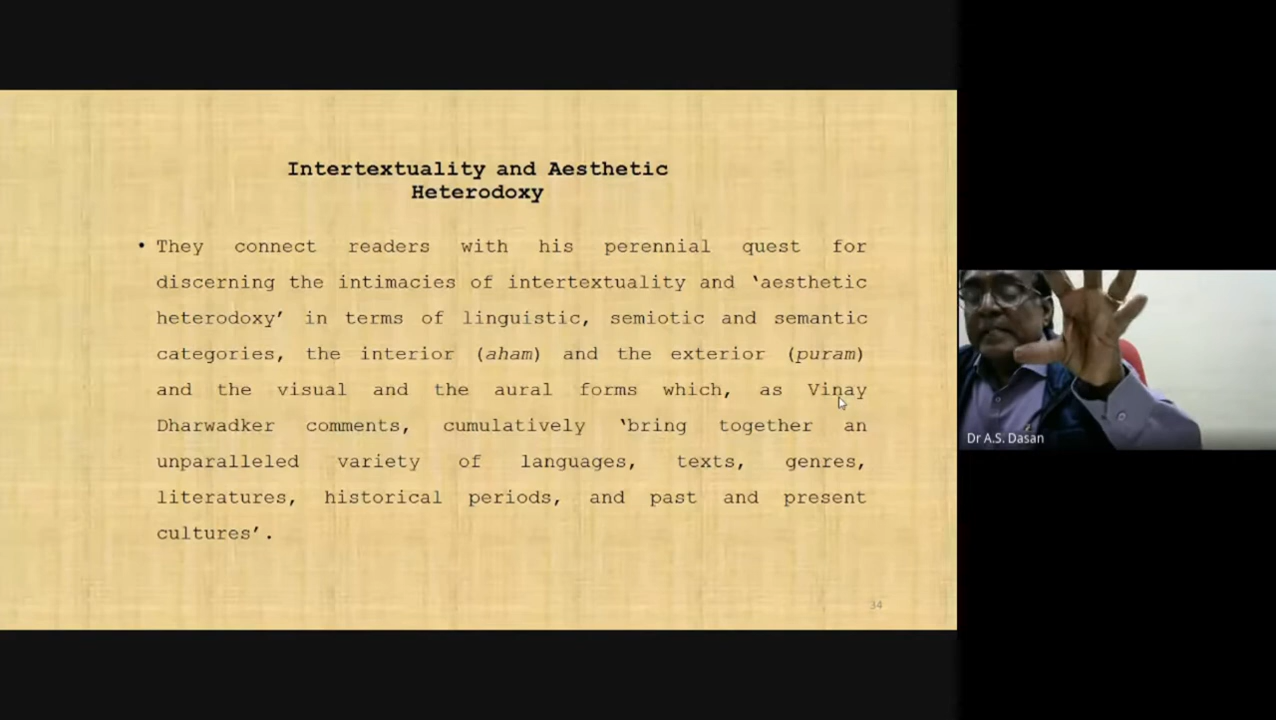 Intertextuality and Aesthetic
Heterodoxy
• They connect readers with his perennial quest for
discerning the intimacies of intertextuality and ‘aesthetic
heterodoxy’ in terms of linguistic, semiotic and semantic
categories, the interior (aham) and the exterior (puram)
and the visual and the aural forms which, as Vinay
Dharwadker comments, cumulatively ‘bring together an
unparalleled variety of languages, texts, genres,
literatures, historical periods, and past and present
cultures’.
34
Dr A.S. Dasan